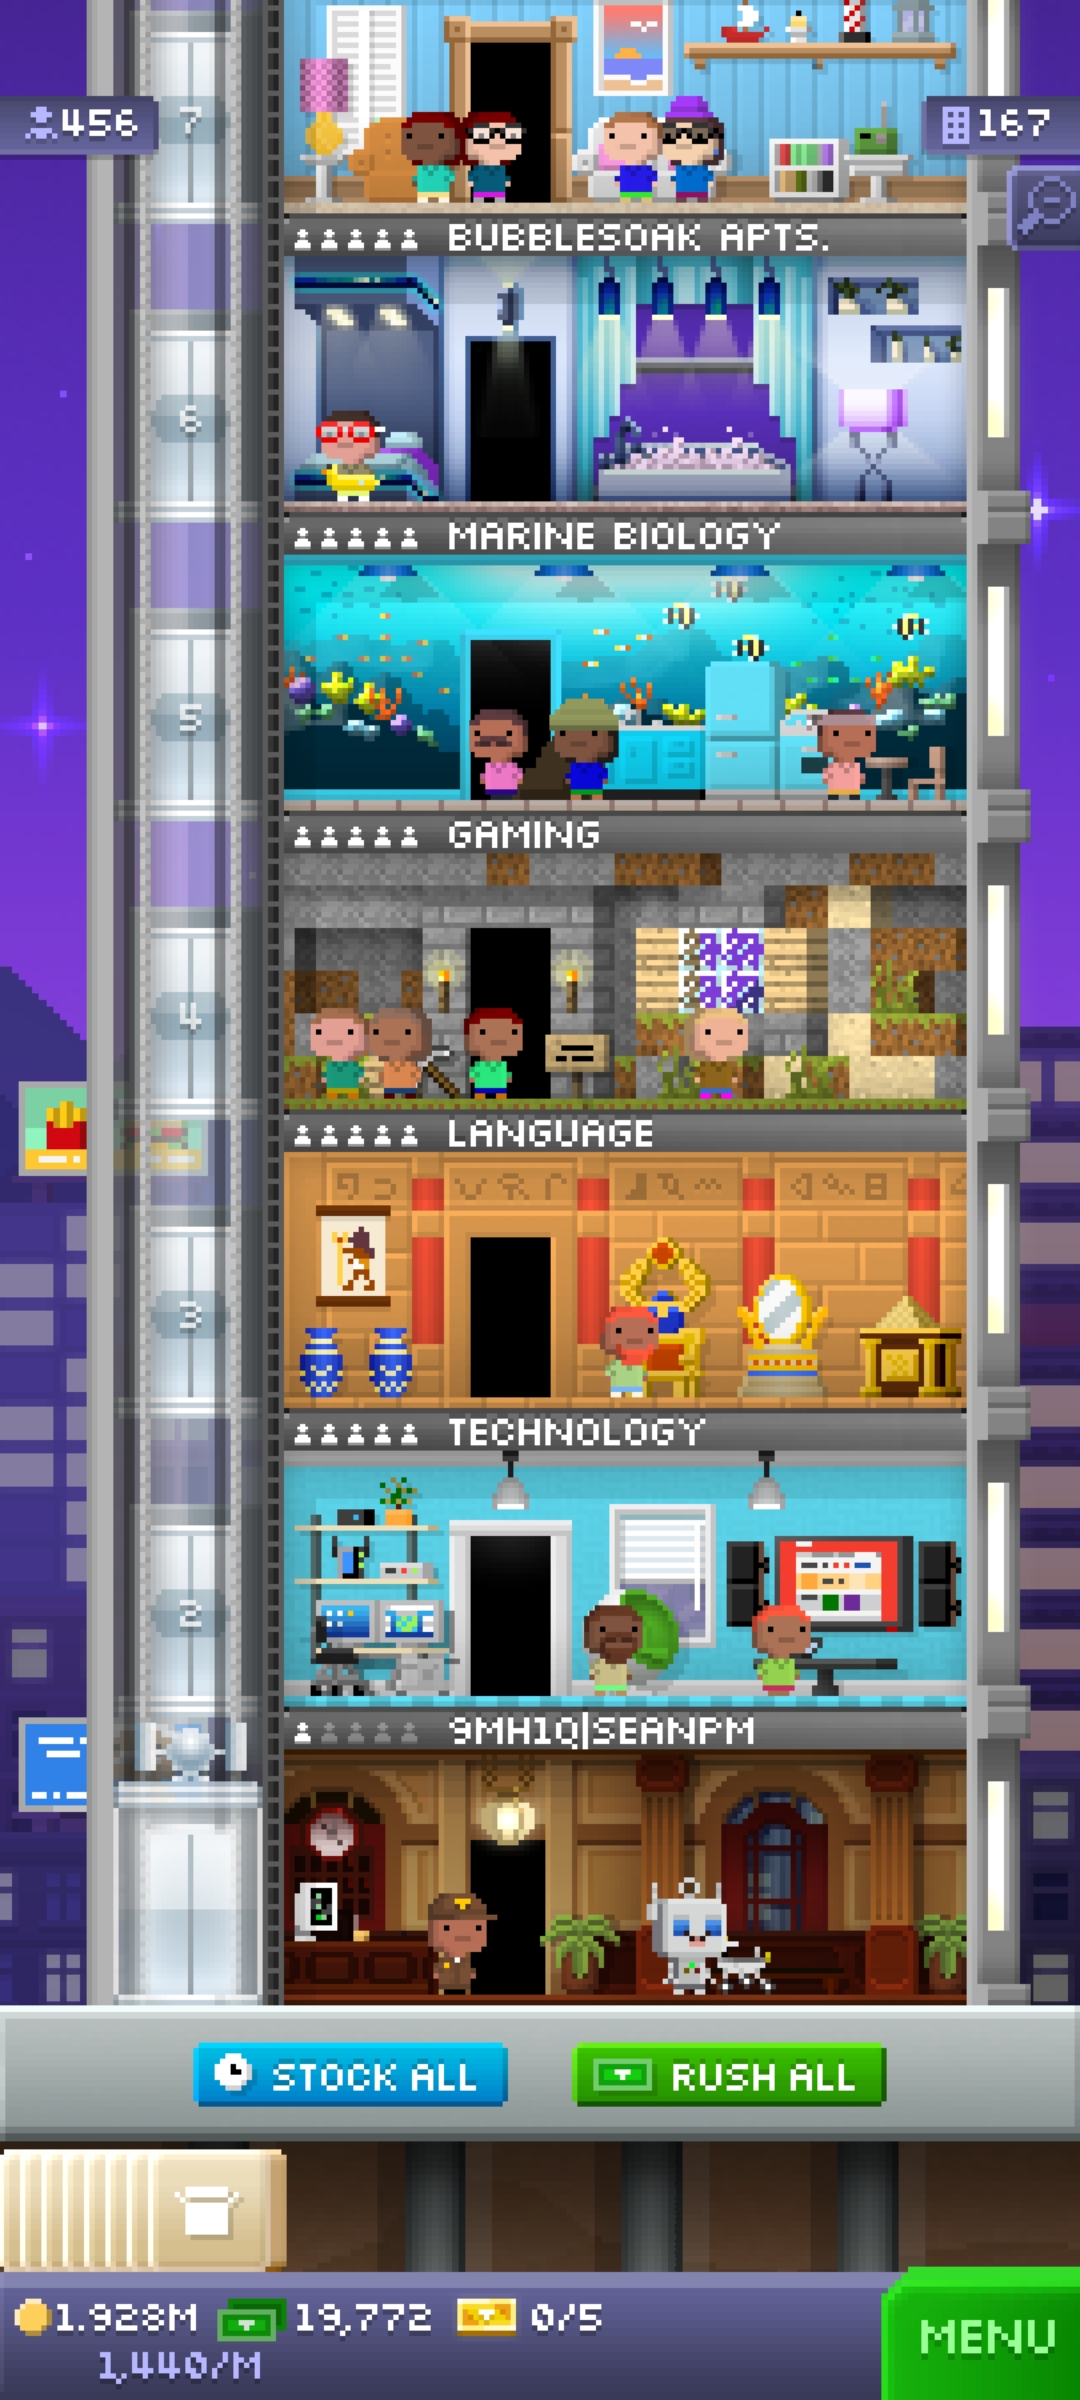 456
7
167
BUBBLESOAK APTS.
6
MARINE BIOLOGY
5
GAMING
4
LANGUAGE
3
TECHNOLOGY
2
9MH1Q|SEANPM
STOCK ALL
RUSH ALL
1.928M
19,772
0/5
1,440/M
MENU